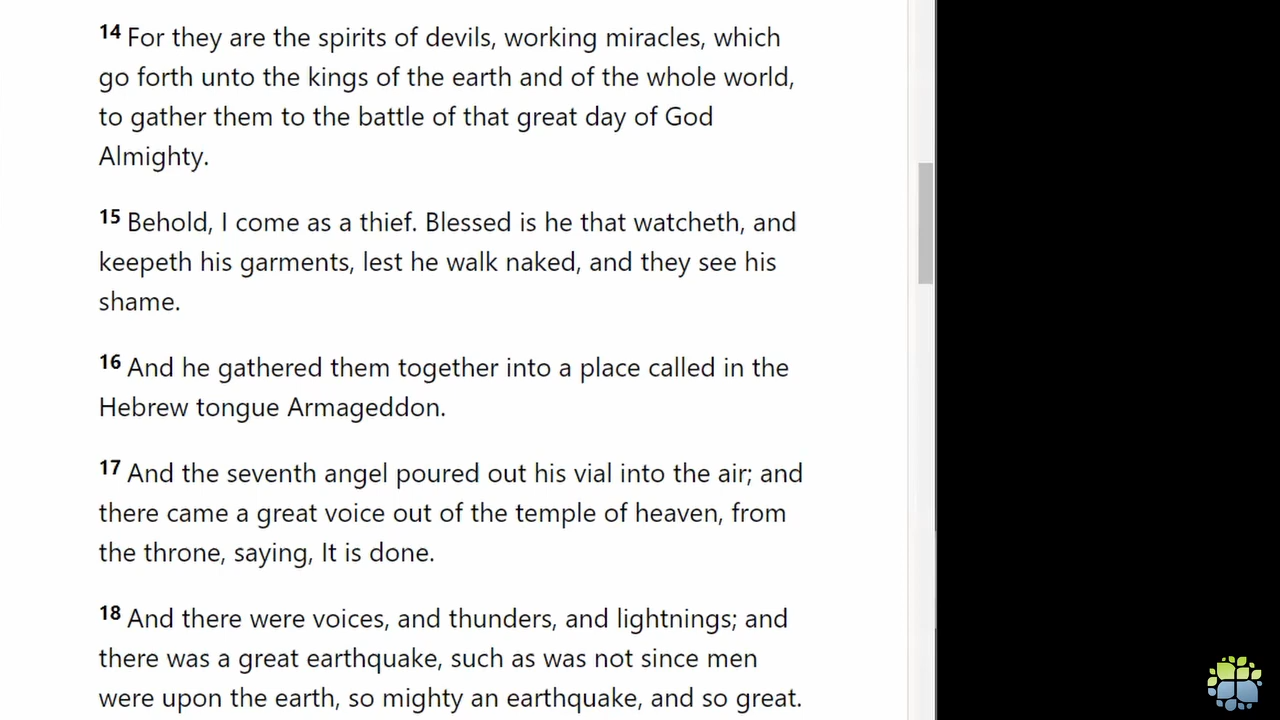 14 For they are the spirits of devils, working miracles, which
go forth unto the kings of the earth and of the whole world,
to gather them to the battle of that great day of God
Almighty.
15 Behold, I come as a thief. Blessed is he that watcheth, and
keepeth his garments, lest he walk naked, and they see his
shame.
16 And he gathered them together into a place called in the
Hebrew tongue Armageddon.
17 And the seventh angel poured out his vial into the air; and
there came a great voice out of the temple of heaven, from
the throne, saying, It is done.
18 And there were voices, and thunders, and lightnings; and
there was a great earthquake, such as was not since men
were upon the earth, so mighty an earthquake, and so great.